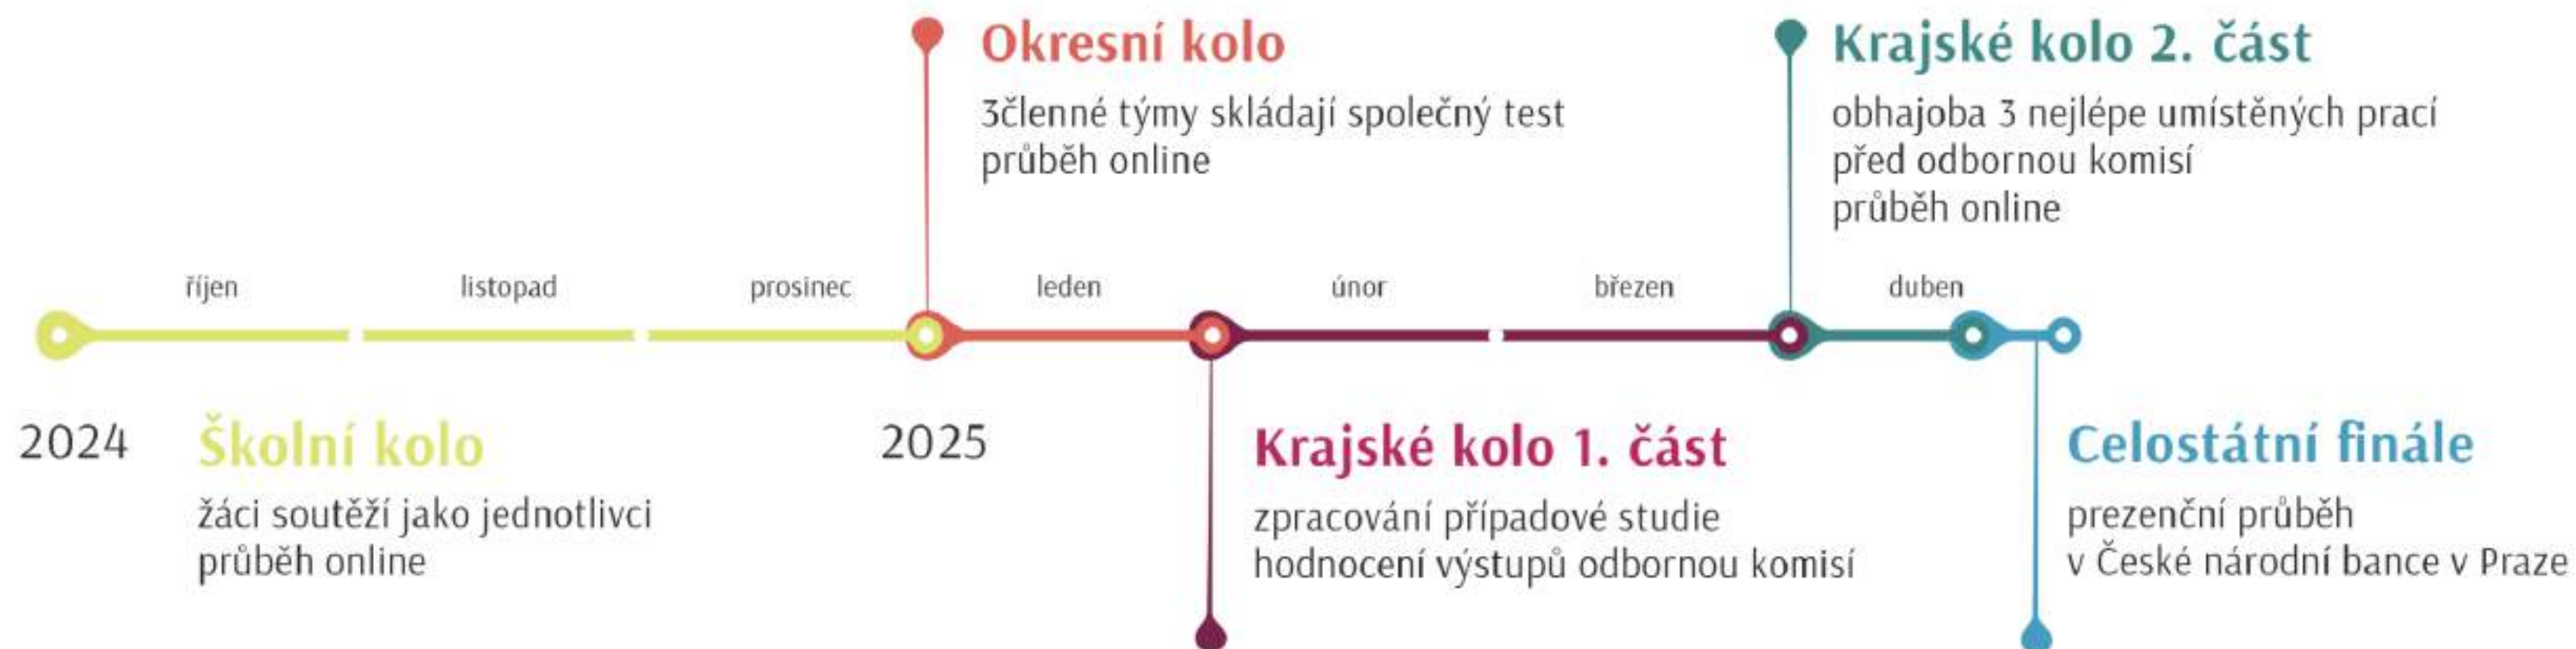 Okresní kolo
3členné týmy skládají společný test
průběh online
Krajské kolo 2. část
obhajoba 3 nejlépe umístěných prací
před odbornou komisí
průběh online
říjen
listopad
prosinec
leden
únor
březen
duben
2024
Školní kolo
žáci soutěží jako jednotlivci
průběh online
2025
Krajské kolo 1. část
zpracování případové studie
hodnocení výstupů odbornou komisí
Celostátní finále
prezenční průběh
v České národní bance v Praze